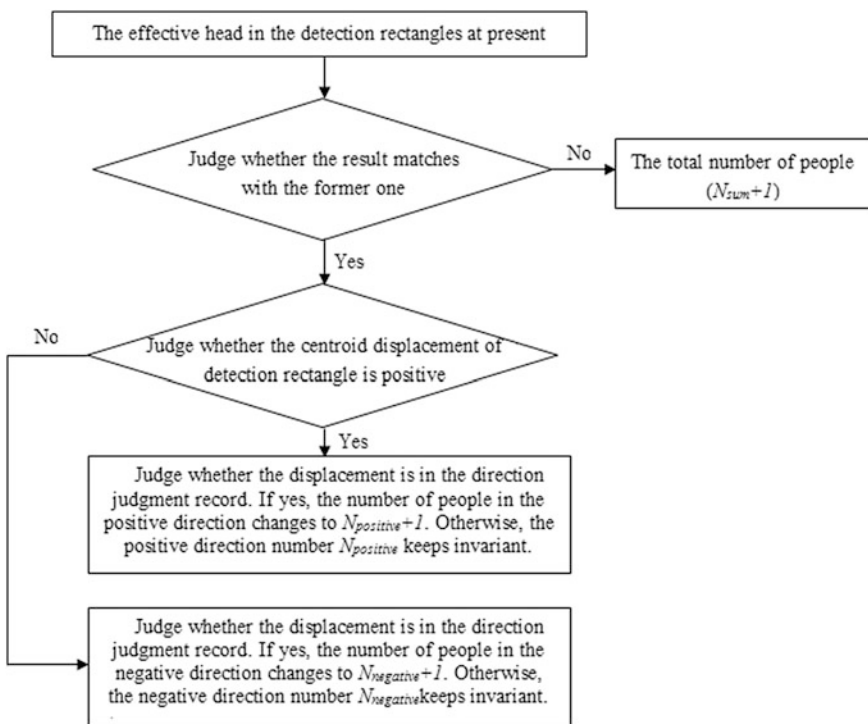 The effective head in the detection rectangles at present
Judge whether the result matches
with the former one
No
The total number of people
(Nsum+1)
Yes
No
Judge whether the centroid displacement of
detection rectangle is positive
Yes
Judge whether the displacement is in the direction
judgment record. If yes, the number of people in the
positive direction changes to Npositive+1. Otherwise, the
positive direction number Npositive keeps invariant.
Judge whether the displacement is in the direction
judgment record. If yes, the number of people in the
negative direction changes to Nnegative+1. Otherwise,
the negative direction number Nnegativekeeps invariant.